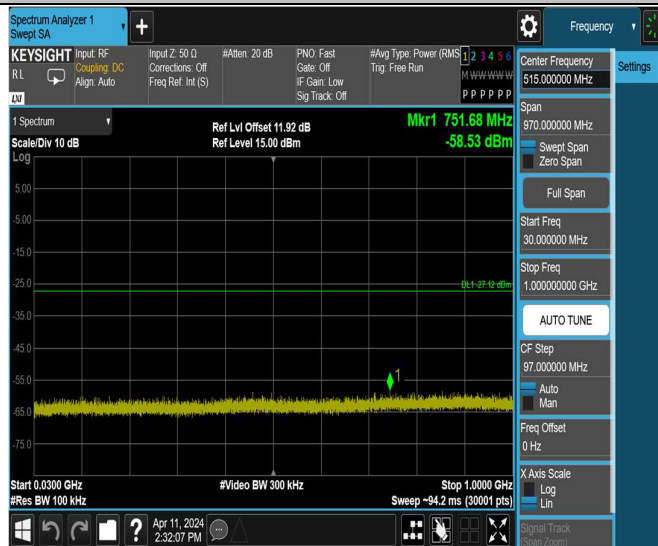 Spectrum Analyzer 1
Swept SA
Frequency
KEYSIGHT
R L
LXI
Input: RF
Coupling: DC
Align: Auto
Input Z: 50 Ω
Corrections: Off
Freq Ref: Int (S)
#Atten: 20 dB
PNO: Fast
Gate: Off
IF Gain: Low
Sig Track: Off
#Avg Type: Power (RMS
Trig: Free Run
1 2 3 4 5 6
M W W W W W
P P P P P P
Center Frequency
515.000000 MHz
Settings
Span
970.000000 MHz
Swept Span
Zero Span
Full Span
Start Freq
30.000000 MHz
Stop Freq
1.000000000 GHz
AUTO TUNE
CF Step
97.000000 MHz
Auto
Man
Freq Offset
0 Hz
X Axis Scale
Log
Lin
Signal Track
(Span Zoom)
1 Spectrum
Scale/Div 10 dB
Ref Lvl Offset 11.92 dB
Ref Level 15.00 dBm
Mkr1 751.68 MHz
-58.53 dBm
Log
5.00
-5.00
-15.0
-25.0
DL1 -27.12 dBm
-35.0
-45.0
-55.0
1
-65.0
-75.0
Start 0.0300 GHz
#Res BW 100 kHz
#Video BW 300 kHz
Stop 1.0000 GHz
Sweep ~94.2 ms (30001 pts)
?
Apr 11, 2024
2:32:07 PM